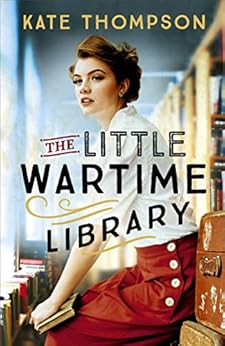 KATE THOMPSON
THE LITTLE
WARTIME
LIBRARY